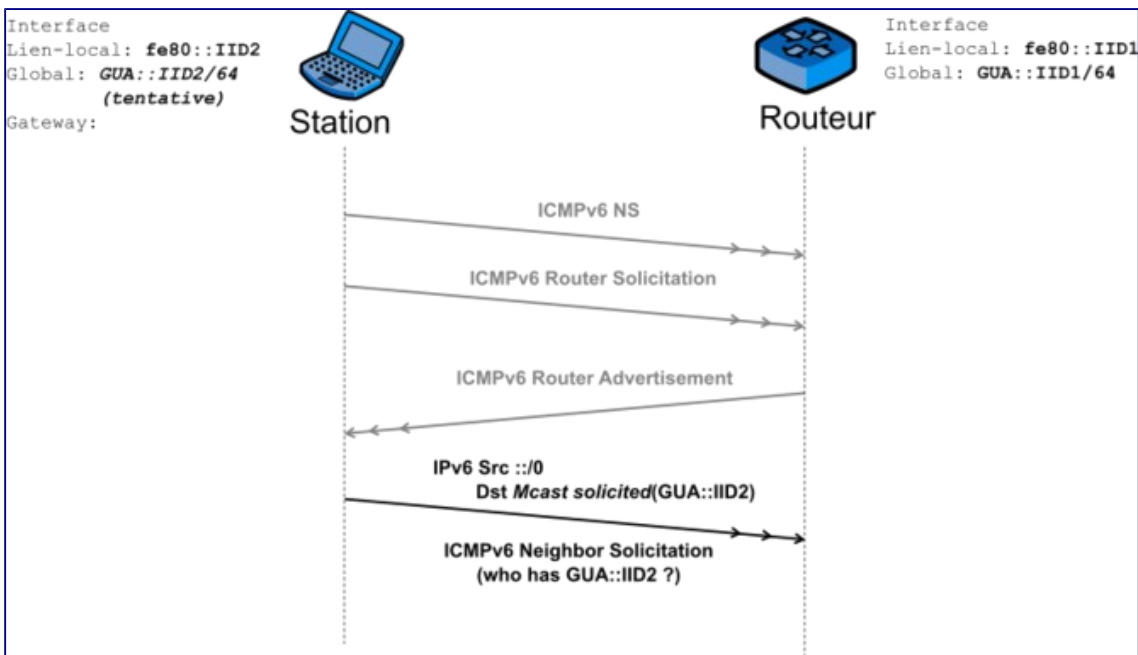 Interface
Lien-local: fe80::IID2
Global: GUA::IID2/64
(tentative)
Gateway:
Station
Interface
Lien-local: fe80::IID1
Global: GUA::IID1/64
Routeur
ICMPv6 NS
ICMPv6 Router Solicitation
ICMPv6 Router Advertisement
IPv6 Src ::/0
Dst Mcast solicited(GUA::IID2)
ICMPv6 Neighbor Solicitation
(who has GUA::IID2 ?)